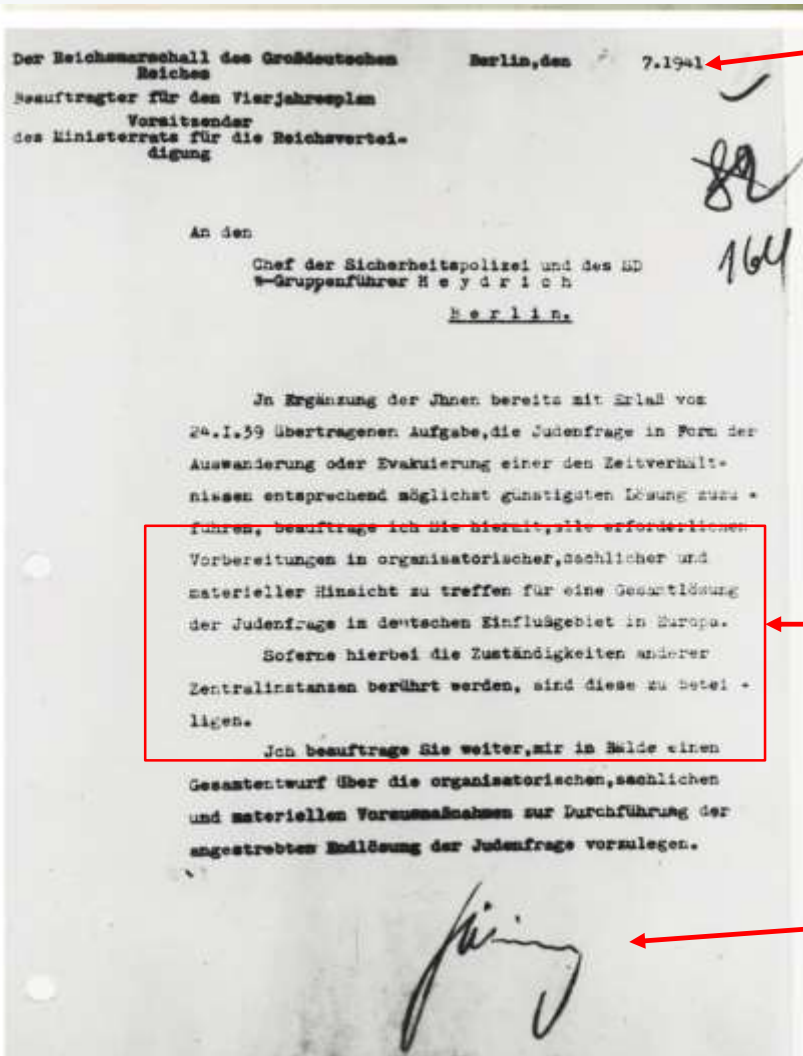 Der Reichsmarschall des Großdeutschen Reiches
Berlin,den 7.1941
Beauftragter für den Vierjahresplan
Vorsitzender
des Ministerrats für die Reichsvertei-
digung
82
164
An den
Chef der Sicherheitspolizei und des SD
⚡⚡-Gruppenführer H e y d r i c h
B e r l i n.
Jn Ergänzung der Jhnen bereits mit Erlaß vom
24.I.39 übertragenen Aufgabe,die Judenfrage in Form der
Auswanderung oder Evakuierung einer den Zeitverhält-
nissen entsprechend möglichst günstigsten Lösung zuzu -
führen, beauftrage ich Sie hiermit,alle erforderlichen
Vorbereitungen in organisatorischer,sachlicher und
materieller Hinsicht zu treffen für eine Gesamtlösung
der Judenfrage im deutschen Einflußgebiet in Europa.
Soferne hierbei die Zuständigkeiten anderer
Zentralinstanzen berührt werden, sind diese zu betei -
ligen.
Jch beauftrage Sie weiter,mir in Bälde einen
Gesamtentwurf über die organisatorischen,sachlichen
und materiellen Vorausmaßnahmen zur Durchführung der
angestrebten Endlösung der Judenfrage vorzulegen.
Göring